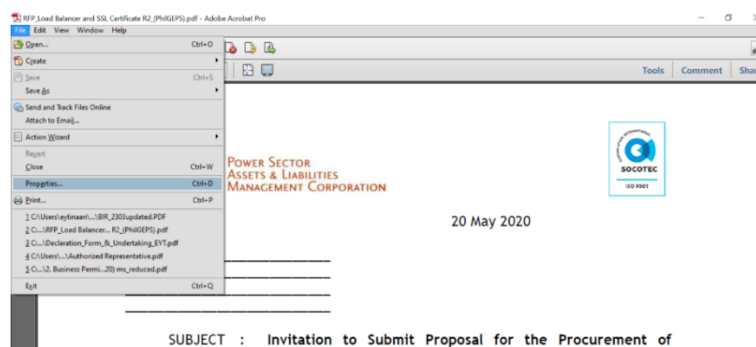 RFP_Load Balancer and SSL Certificate R2_(PhilGEPS).pdf - Adobe Acrobat Pro
File Edit View Window Help
Open... Ctrl+O
Create
Save Ctrl+S
Save As
Send and Track Files Online
Attach to Email...
Action Wizard
Revert
Close Ctrl+W
Properties... Ctrl+D
Print... Ctrl+P
1 C:\Users\eytinaan\...\BIR_2303updated.PDF
2 C:...\RFP_Load Balancer... R2_(PhilGEPS).pdf
3 C:...\Declaration_Form_&_Undertaking_EYT.pdf
4 C:\Users\...\Authorized Representative.pdf
5 C:...\2. Business Permi...20) ms_reduced.pdf
Exit Ctrl+Q
Tools Comment Shar
POWER SECTOR
ASSETS & LIABILITIES
MANAGEMENT CORPORATION
SOCOTEC
ISO 9001
20 May 2020
SUBJECT : Invitation to Submit Proposal for the Procurement of